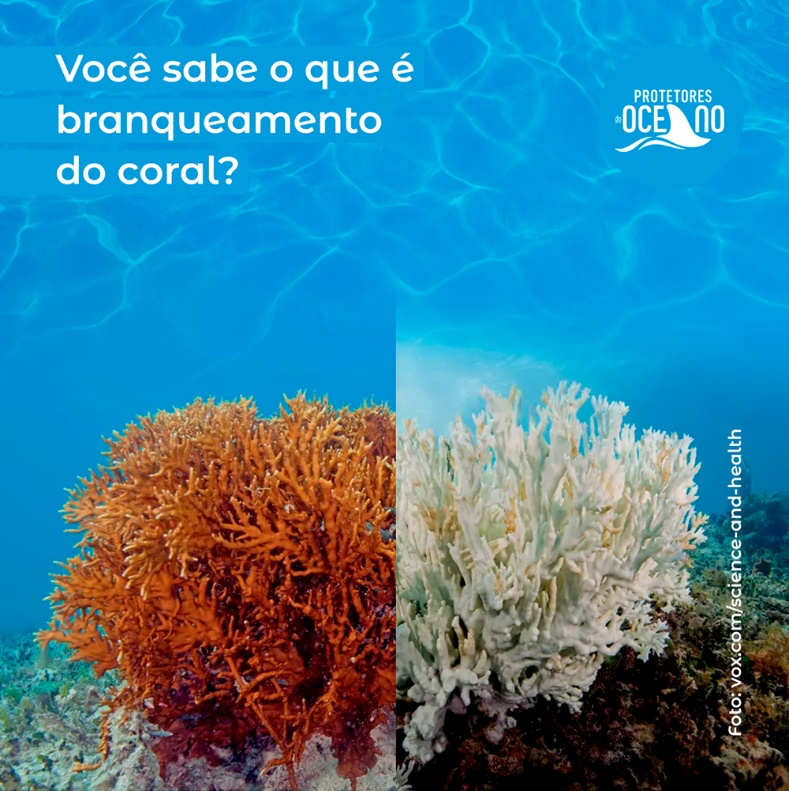 Você sabe o que é
branqueamento
do coral?
PROTETORES
do OCEANO
Foto: vox.com/science-and-health